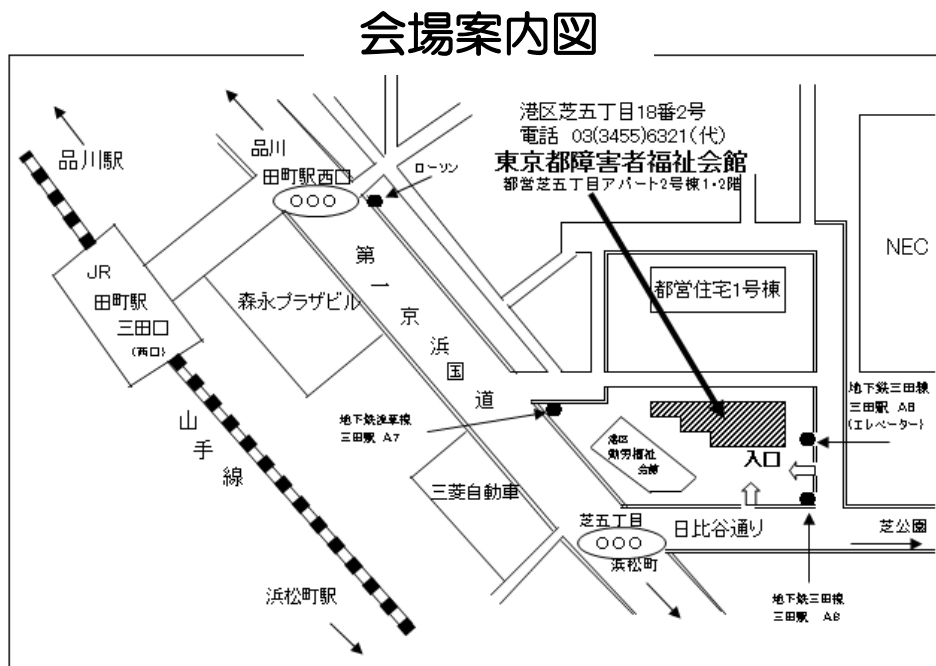 会場案内図
港区芝五丁目18番2号
電話 03(3455)6321(代)
東京都障害者福祉会館
都営芝五丁目アパート2号棟1・2階
品川駅
品川
田町駅西口
○○○
ローソン
NEC
JR
田町駅
三田口
(西口)
森永プラザビル
第一京浜国道
都営住宅1号棟
地下鉄浅草線
三田駅 A7
地下鉄三田線
三田駅 A8
(エレベーター)
港区
勤労福祉
会館
入口
山手線
三菱自動車
芝五丁目
○○○
浜松町
日比谷通り
芝公園
浜松町駅
地下鉄三田線
三田駅 A6